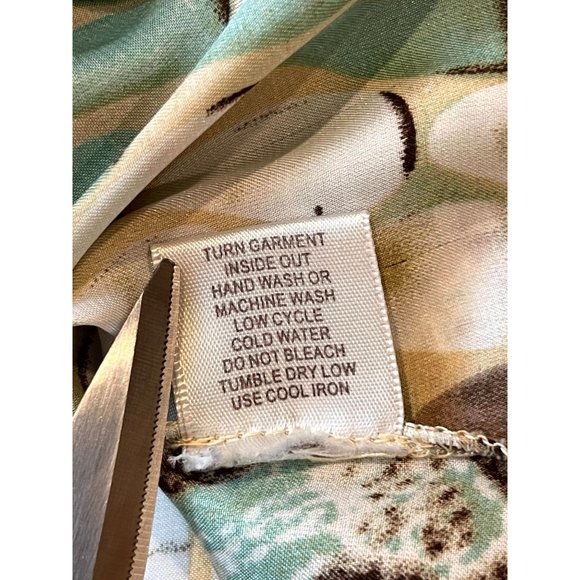 TURN GARMENT
INSIDE OUT
HAND WASH OR
MACHINE WASH
LOW CYCLE
COLD WATER
DO NOT BLEACH
TUMBLE DRY LOW
USE COOL IRON